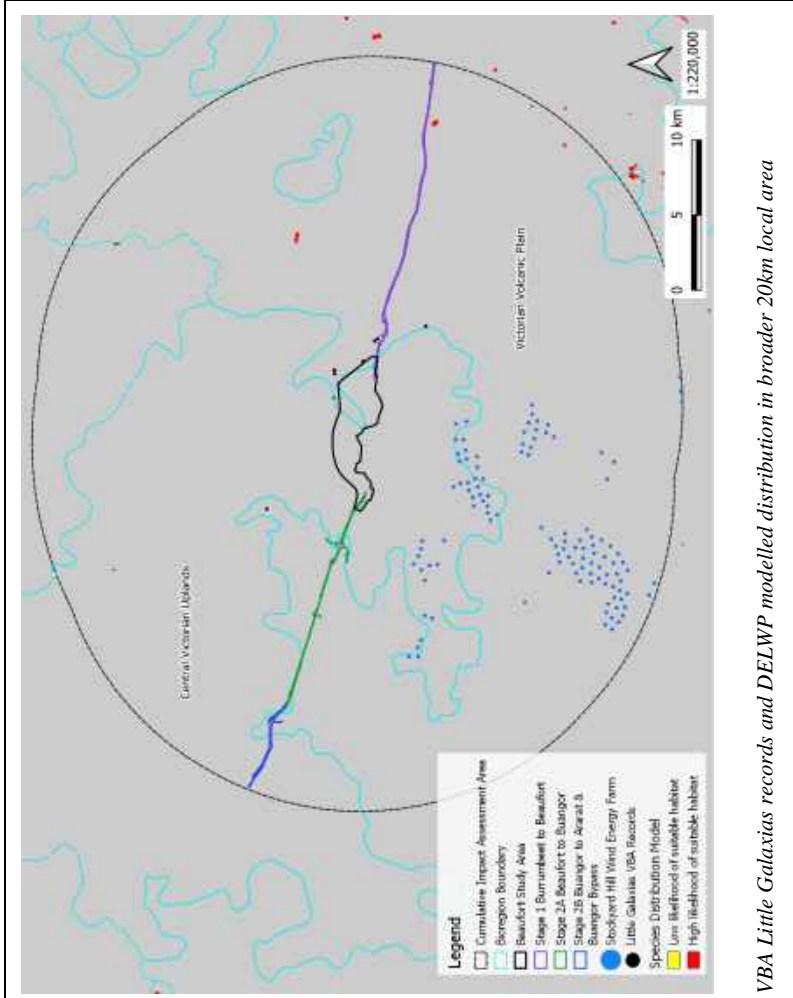 Central Victorian Uplands
Victorian Volcanic Plain
Legend
Cumulative Impact Assessment Area
Bioregion Boundary
Beaufort Study Area
Stage 1 Burrumbeet to Beaufort
Stage 2A Beaufort to Buangor
Stage 2B Buangor to Ararat &
Buangor Bypass
Stockyard Hill Wind Energy Farm
Little Galaxias VBA Records
Species Distribution Model
Low likelihood of suitable habitat
High likelihood of suitable habitat
0 5 10 km
1:220,000
VBA Little Galaxias records and DELWP modelled distribution in broader 20km local area